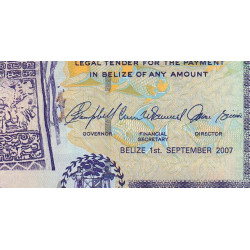 LEGAL TENDER FOR THE PAYMENT
IN BELIZE OF ANY AMOUNT
GOVERNOR FINANCIAL SECRETARY DIRECTOR
BELIZE 1st. SEPTEMBER 2007